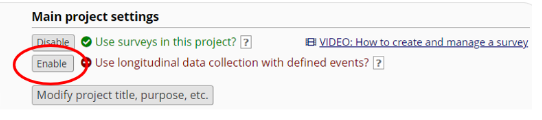 Main project settings
Disable Use surveys in this project? [?] VIDEO: How to create and manage a survey
Enable Use longitudinal data collection with defined events? [?]
Modify project title, purpose, etc.